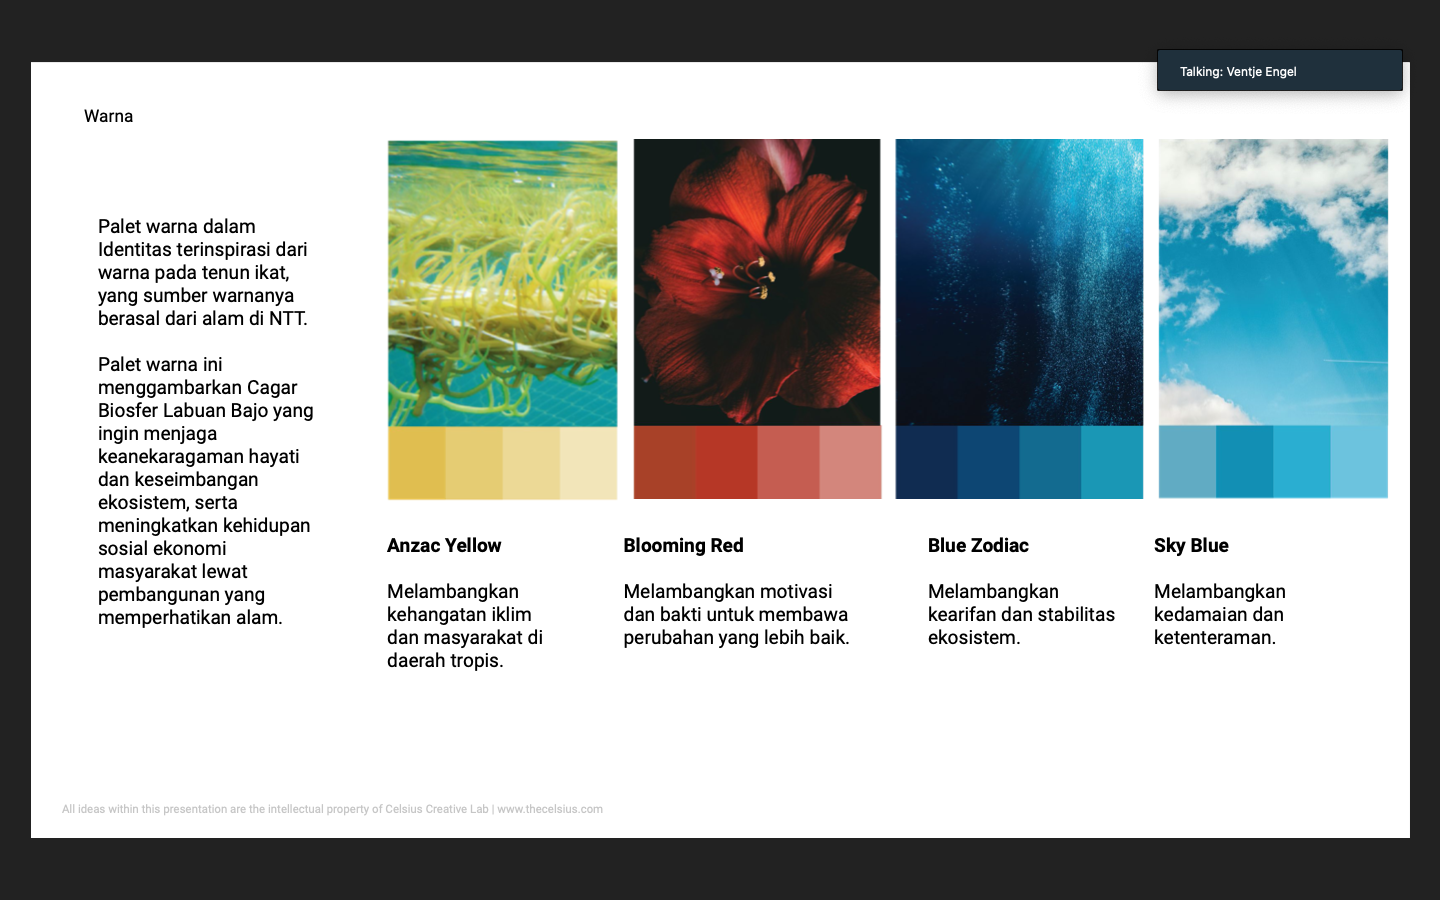 Talking: Ventje Engel
Warna
Palet warna dalam
Identitas terinspirasi dari
warna pada tenun ikat,
yang sumber warnanya
berasal dari alam di NTT.
Palet warna ini
menggambarkan Cagar
Biosfer Labuan Bajo yang
ingin menjaga
keanekaragaman hayati
dan keseimbangan
ekosistem, serta
meningkatkan kehidupan
sosial ekonomi
masyarakat lewat
pembangunan yang
memperhatikan alam.
Anzac Yellow
Melambangkan
kehangatan iklim
dan masyarakat di
daerah tropis.
Blooming Red
Melambangkan motivasi
dan bakti untuk membawa
perubahan yang lebih baik.
Blue Zodiac
Melambangkan
kearifan dan stabilitas
ekosistem.
Sky Blue
Melambangkan
kedamaian dan
ketenteraman.
All ideas within this presentation are the intellectual property of Celsius Creative Lab | www.thecelsius.com